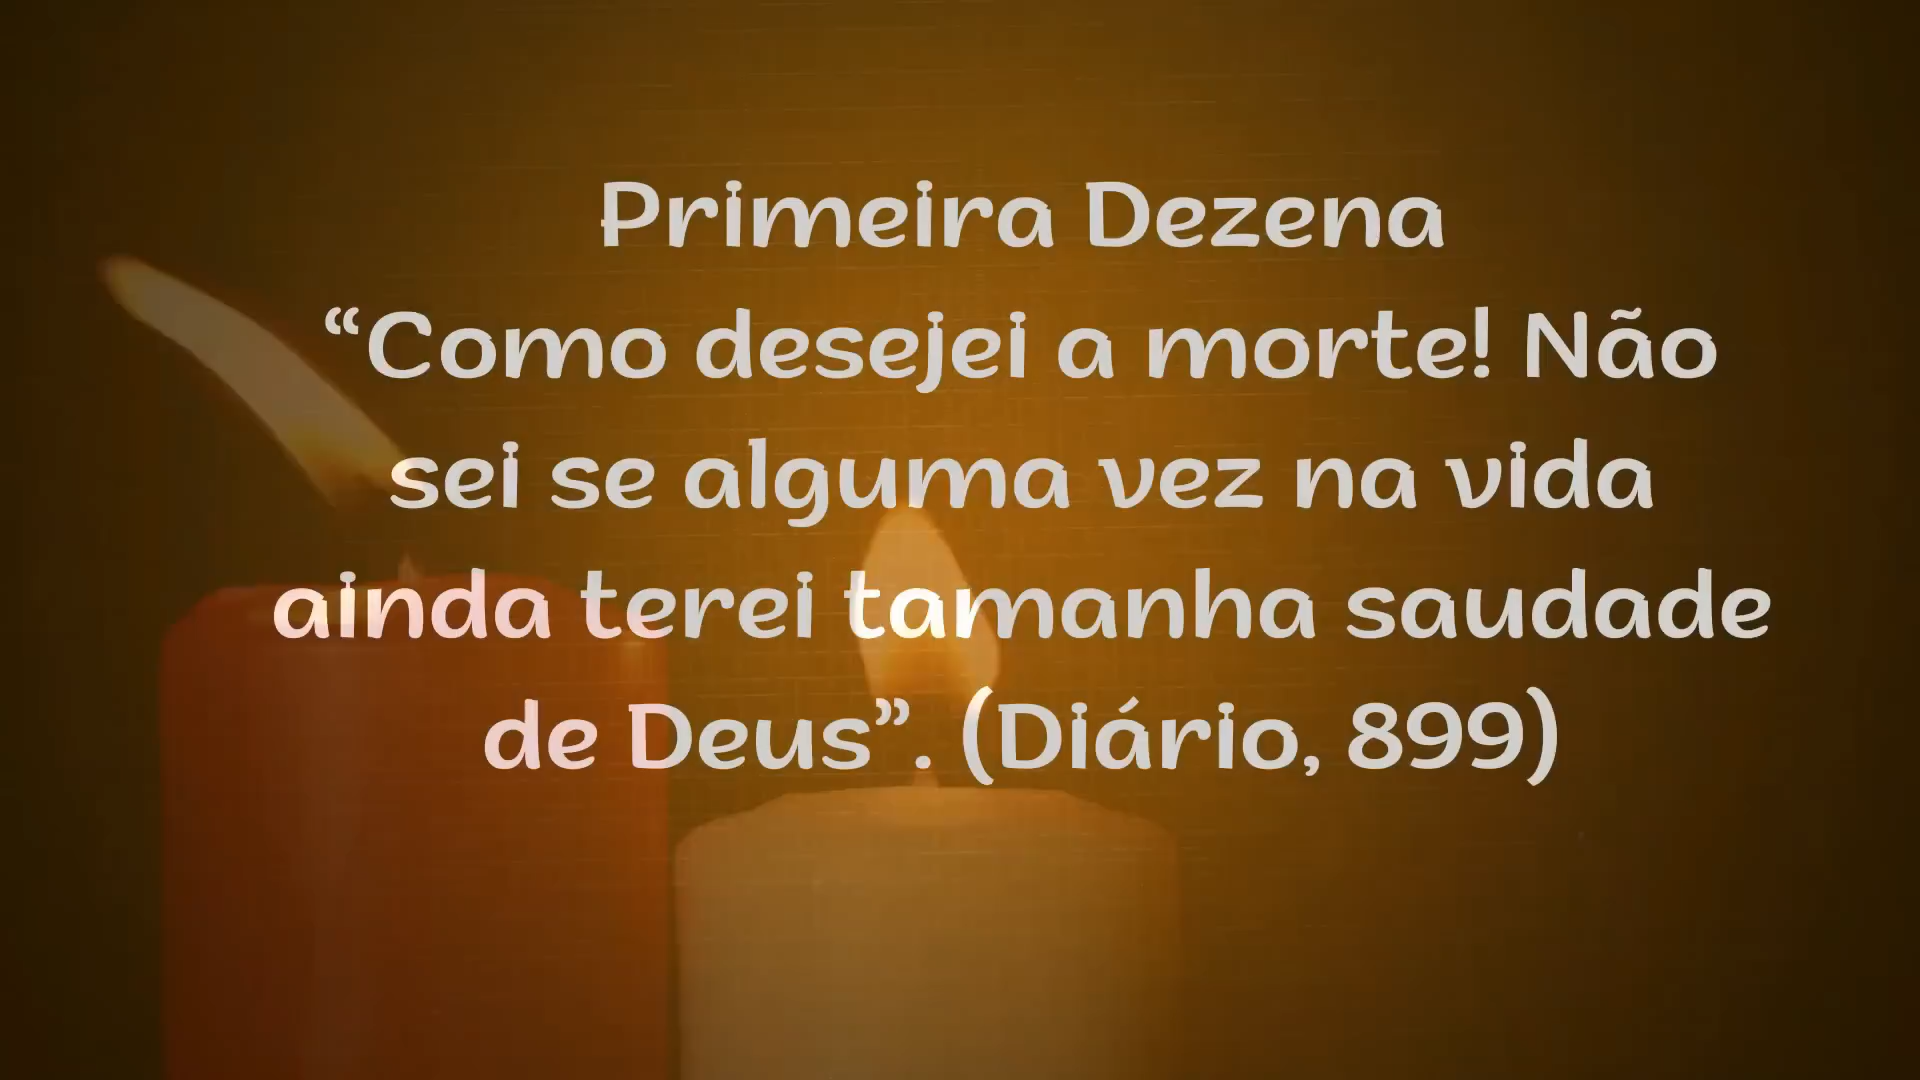 Primeira Dezena
“Como desejei a morte! Não
sei se alguma vez na vida
ainda terei tamanha saudade
de Deus”. (Diário, 899)